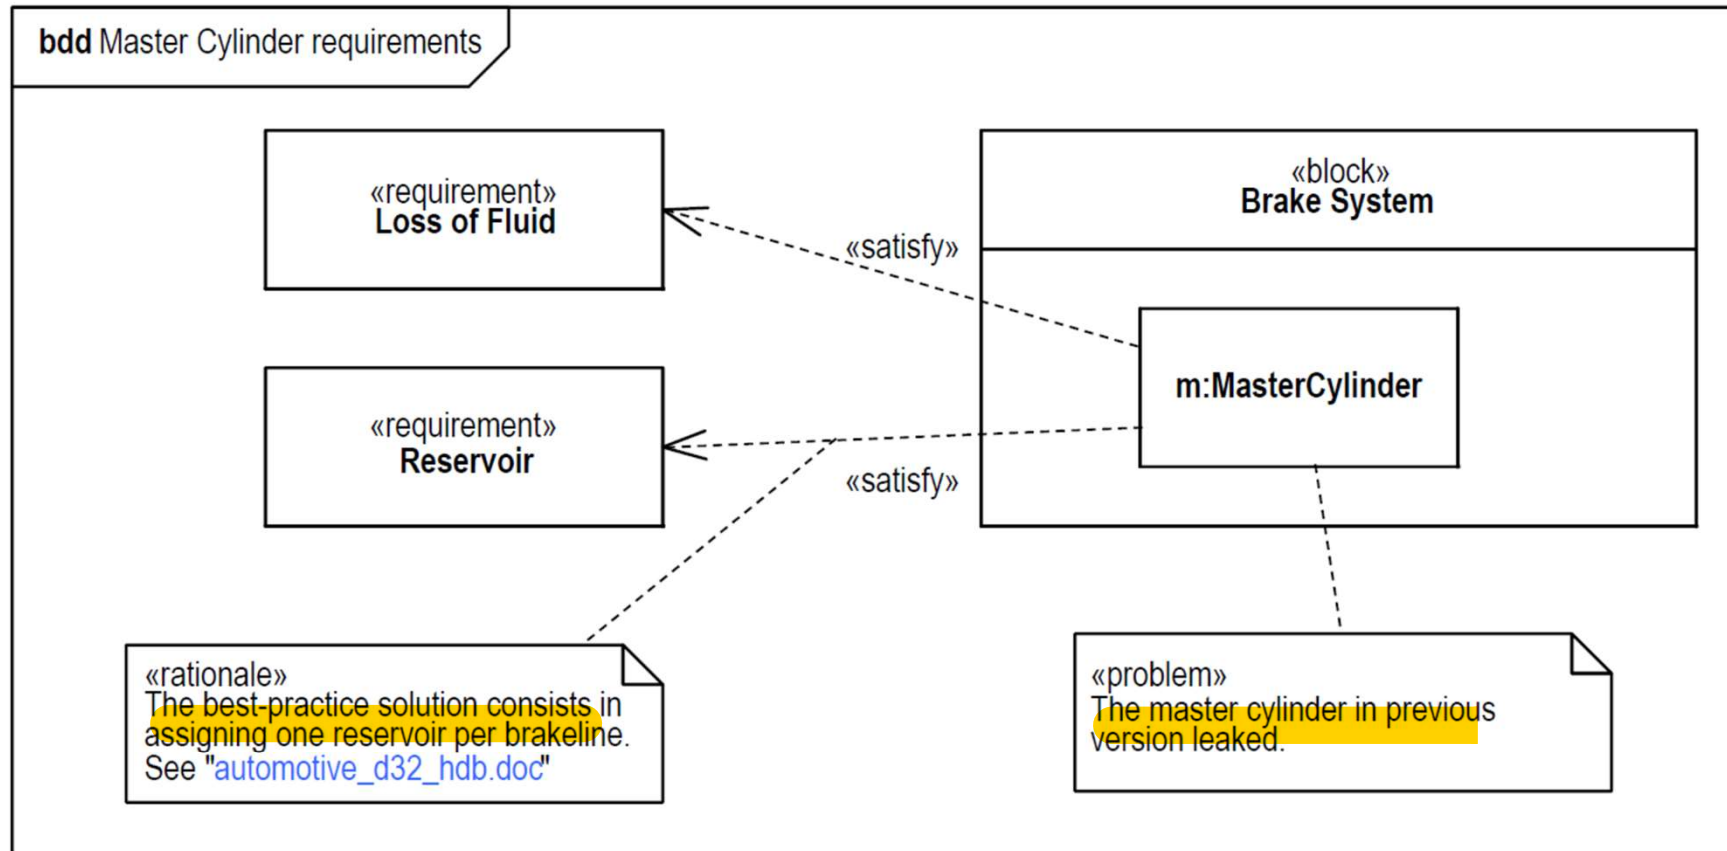 bdd Master Cylinder requirements
«requirement»
Loss of Fluid
«block»
Brake System
«satisfy»
m:MasterCylinder
«requirement»
Reservoir
«satisfy»
«rationale»
The best-practice solution consists in
assigning one reservoir per brakeline.
See "automotive_d32_hdb.doc"
«problem»
The master cylinder in previous
version leaked.